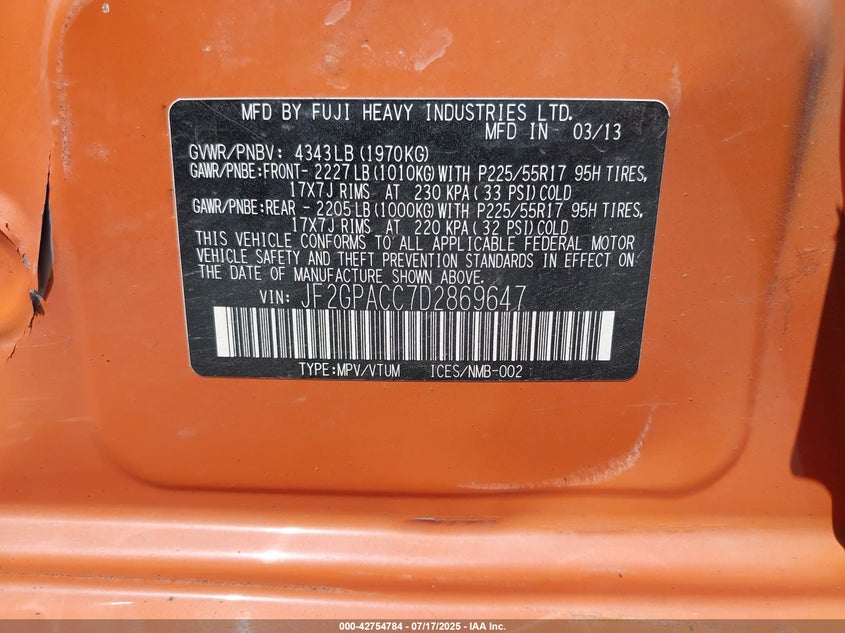 MFD BY FUJI HEAVY INDUSTRIES LTD.
MFD IN 03/13
GVWR/PNBV: 4343LB(1970KG)
GAWR/PNBE:FRONT- 2227LB(1010KG)WITH P225/55R17 95H TIRES,
17X7J RIMS AT 230 KPA(33 PSI)COLD
GAWR/PNBE:REAR - 2205LB(1000KG)WITH P225/55R17 95H TIRES,
17X7J RIMS AT 220 KPA(32 PSI)COLD
THIS VEHICLE CONFORMS TO ALL APPLICABLE FEDERAL MOTOR
VEHICLE SAFETY AND THEFT PREVENTION STANDARDS IN EFFECT ON
THE DATE OF MANUFACTURE SHOWN ABOVE.
VIN: JF2GPACC7D2869647
TYPE:MPV/VTUM ICES/NMB-002
000-42754784 - 07/17/2025 - IAA Inc.